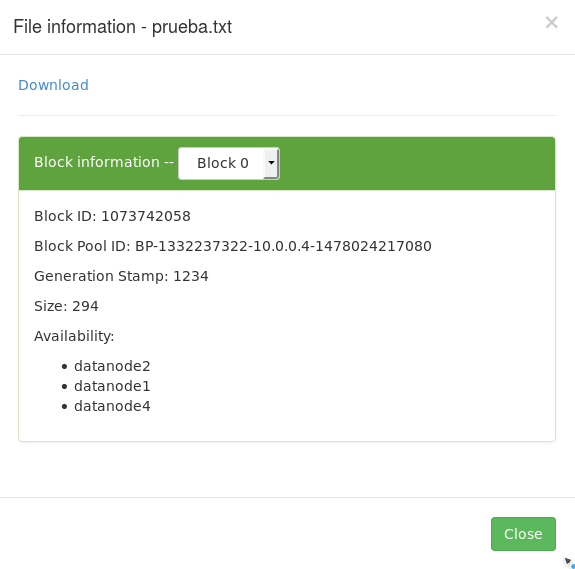 File information - prueba.txt
×
Download
Block information -- Block 0
Block ID: 1073742058
Block Pool ID: BP-1332237322-10.0.0.4-1478024217080
Generation Stamp: 1234
Size: 294
Availability:
• datanode2
• datanode1
• datanode4
Close